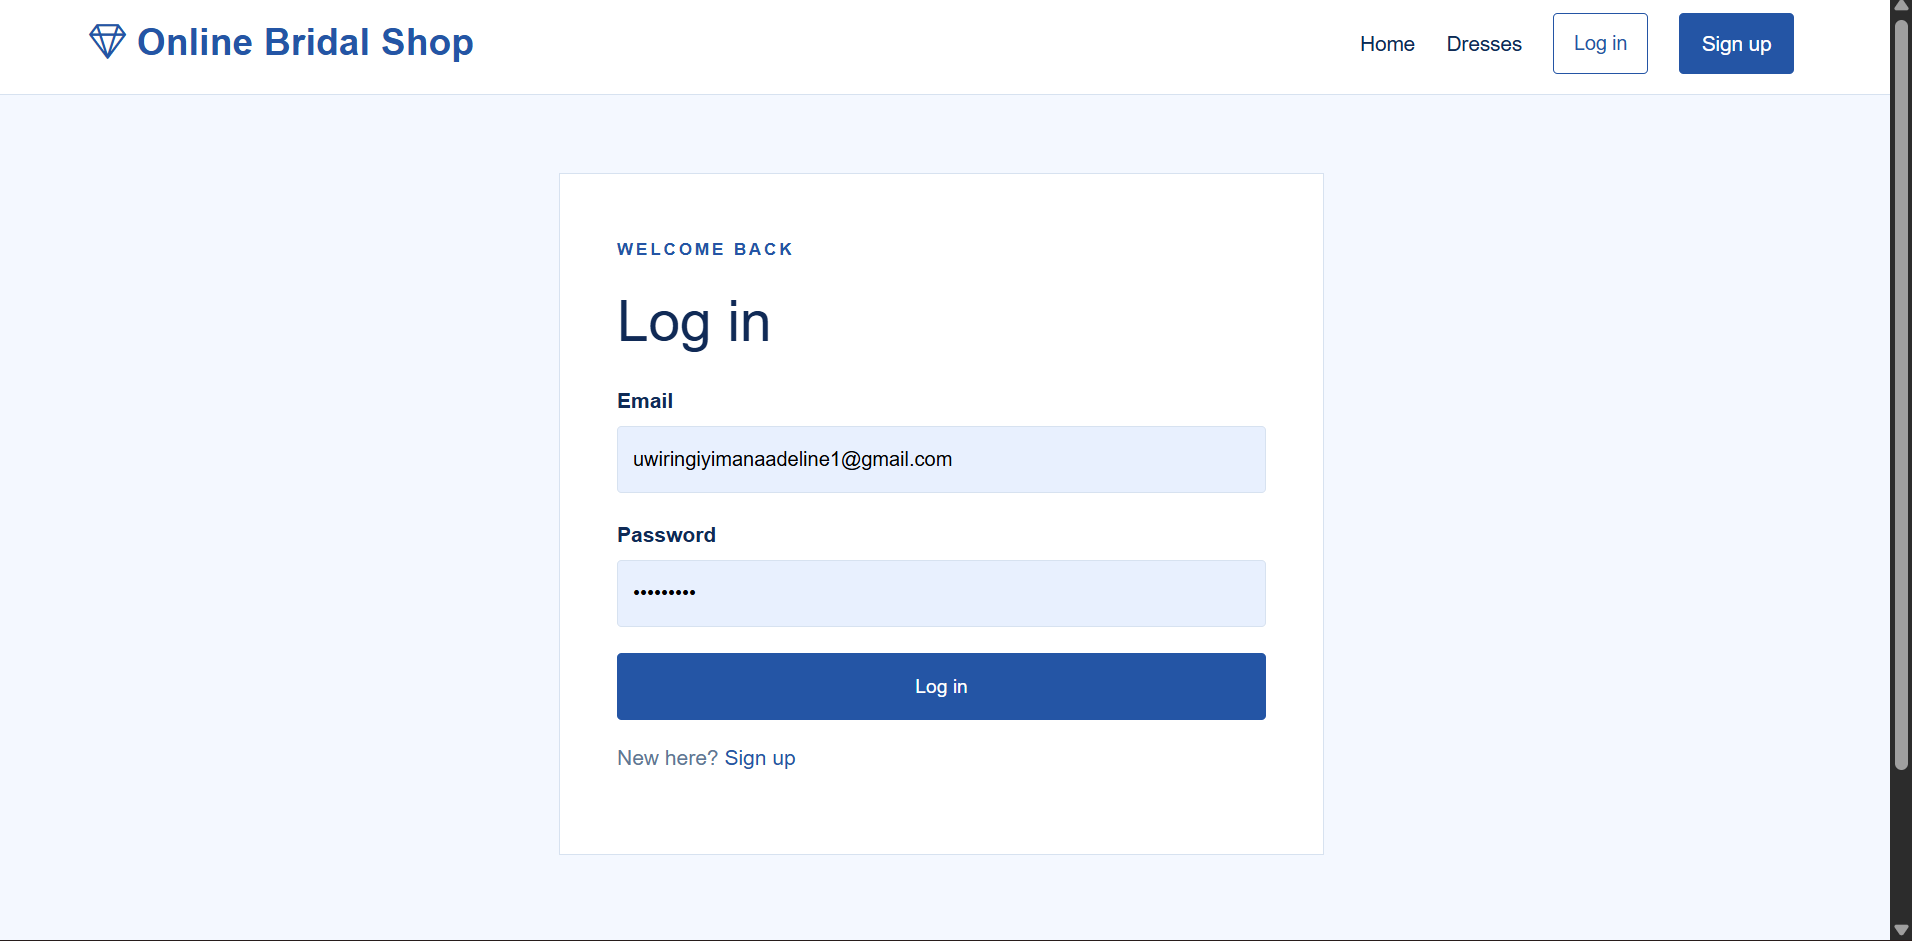 Online Bridal Shop
Home Dresses Log in Sign up
WELCOME BACK
Log in
Email
uwiringiyimanaadeline1@gmail.com
Password
•••••••••
Log in
New here? Sign up